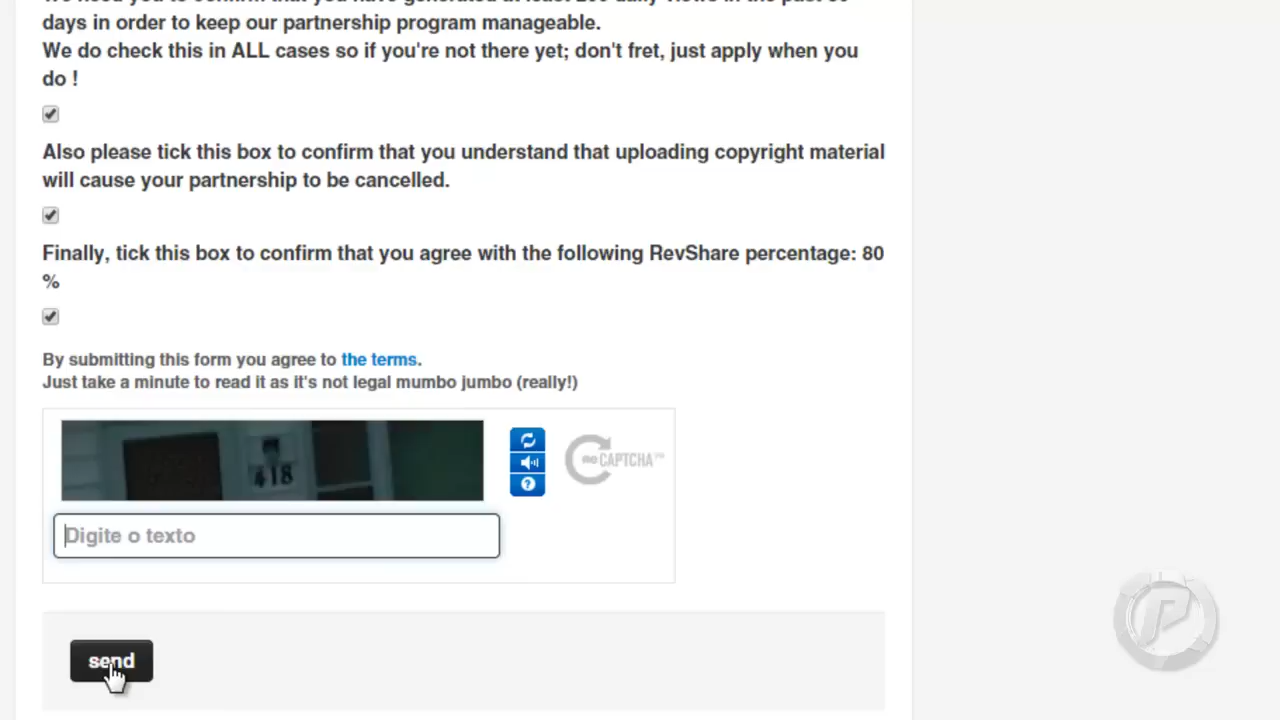 days in order to keep our partnership program manageable.
We do check this in ALL cases so if you're not there yet; don't fret, just apply when you
do !
Also please tick this box to confirm that you understand that uploading copyright material
will cause your partnership to be cancelled.
Finally, tick this box to confirm that you agree with the following RevShare percentage: 80
%
By submitting this form you agree to the terms.
Just take a minute to read it as it's not legal mumbo jumbo (really!)
418
reCAPTCHA™
Digite o texto
send
P